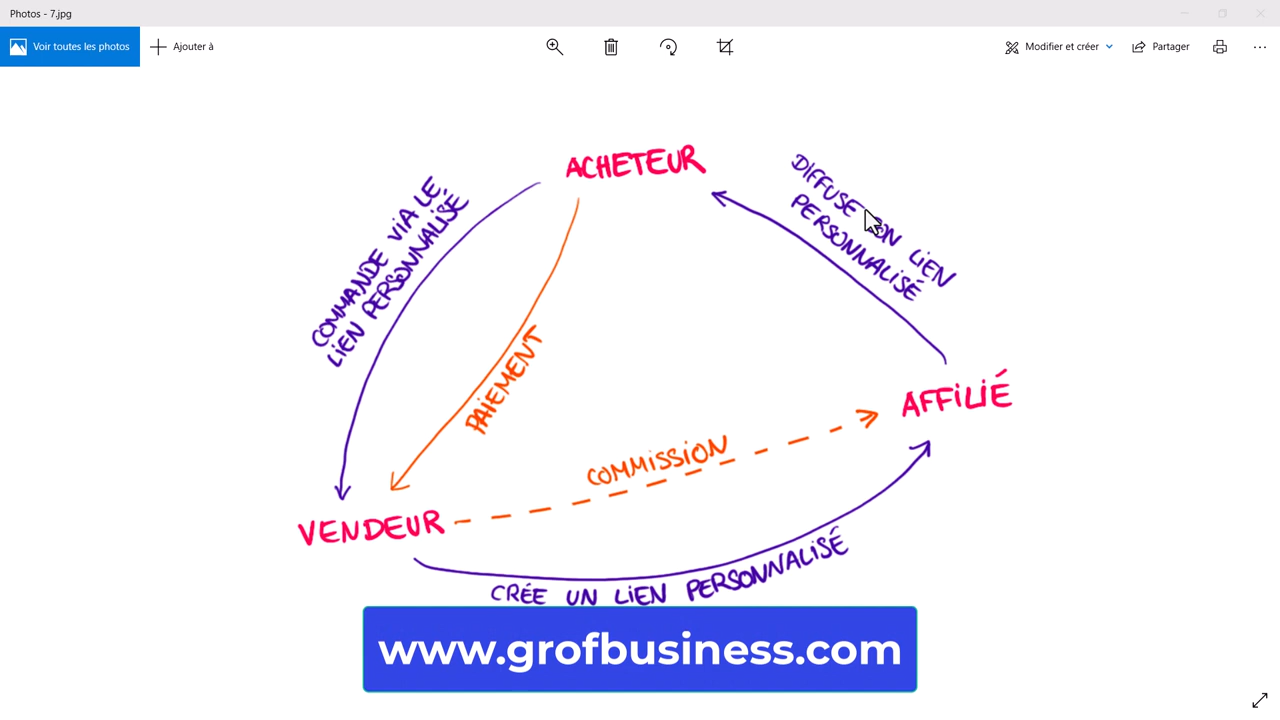 Photos - 7.jpg
Voir toutes les photos
Ajouter à
Modifier et créer
Partager
ACHETEUR
DIFFUSE SON LIEN
PERSONNALISÉ
COMMANDE VIA LE
LIEN PERSONNALISÉ
PAIEMENT
AFFILIÉ
COMMISSION
VENDEUR
CRÉE UN LIEN PERSONNALISÉ
www.grofbusiness.com